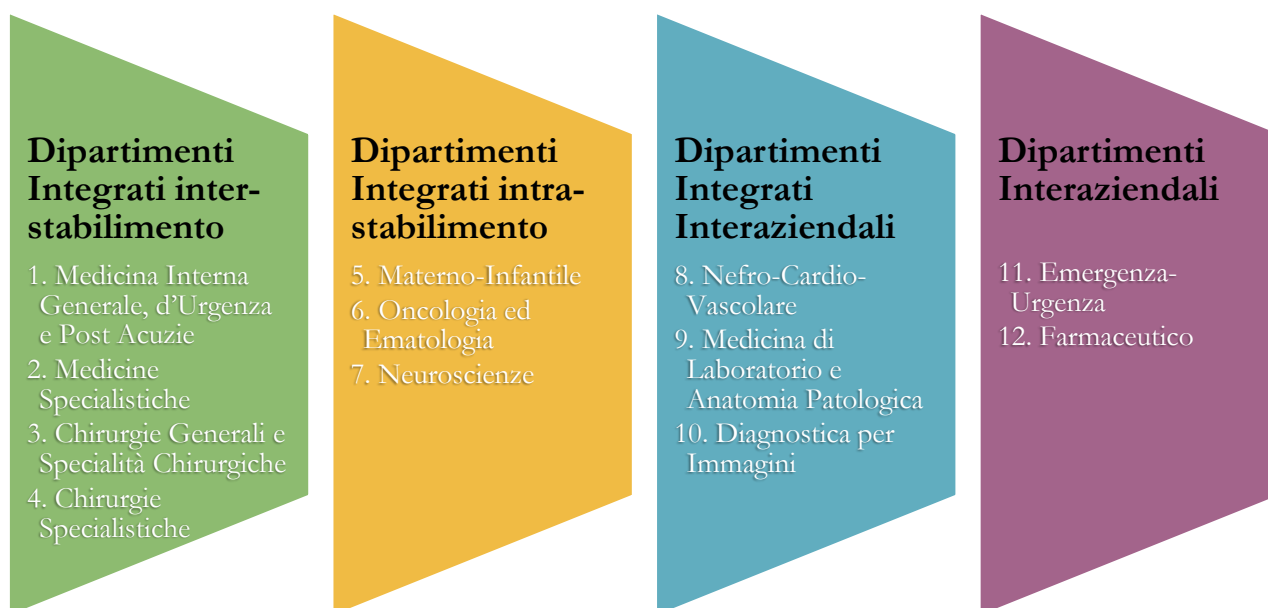 Dipartimenti
Integrati inter-
stabilimento
1. Medicina Interna
Generale, d’Urgenza
e Post Acuzie
2. Medicine
Specialistiche
3. Chirurgie Generali e
Specialità Chirurgiche
4. Chirurgie
Specialistiche
Dipartimenti
Integrati intra-
stabilimento
5. Materno-Infantile
6. Oncologia ed
Ematologia
7. Neuroscienze
Dipartimenti
Integrati
Interaziendali
8. Nefro-Cardio-
Vascolare
9. Medicina di
Laboratorio e
Anatomia Patologica
10. Diagnostica per
Immagini
Dipartimenti
Interaziendali
11. Emergenza-
Urgenza
12. Farmaceutico